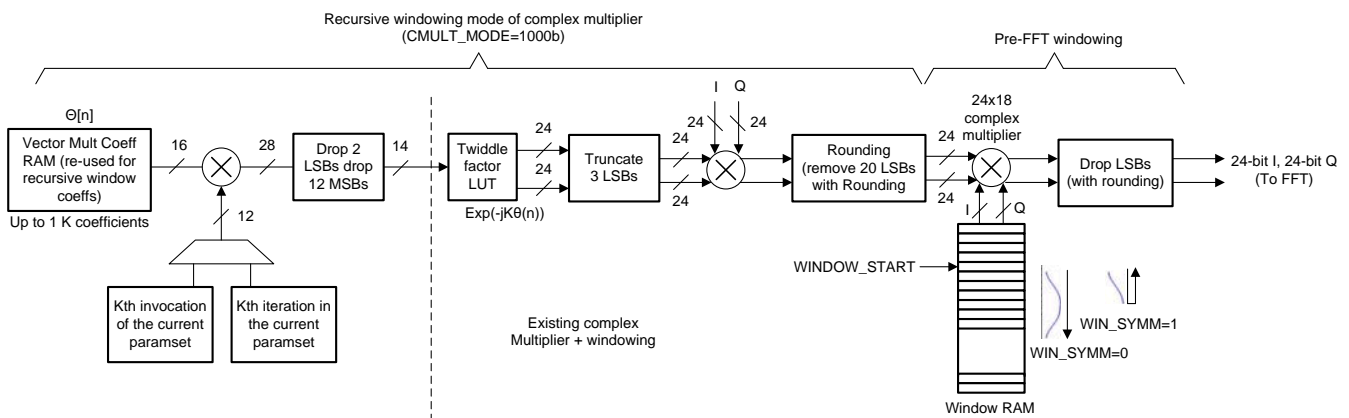 Recursive windowing mode of complex multiplier
(CMULT_MODE=1000b)
Pre-FFT windowing
Θ[n]
Vector Mult Coeff
RAM (re-used for
recursive window
coeffs)
Up to 1 K coefficients
16
28
12
Drop 2
LSBs drop
12 MSBs
14
Kth invocation
of the current
paramset
Kth iteration in
the current
paramset
Twiddle
factor
LUT
Exp(-jKθ(n))
24
24
Truncate
3 LSBs
24
24
I
Q
24
24
Rounding
(remove 20 LSBs
with Rounding
24
24
24x18
complex
multiplier
I
Q
Drop LSBs
(with rounding)
24-bit I, 24-bit Q
(To FFT)
WINDOW_START
WIN_SYMM=1
WIN_SYMM=0
Window RAM
Existing complex
Multiplier + windowing